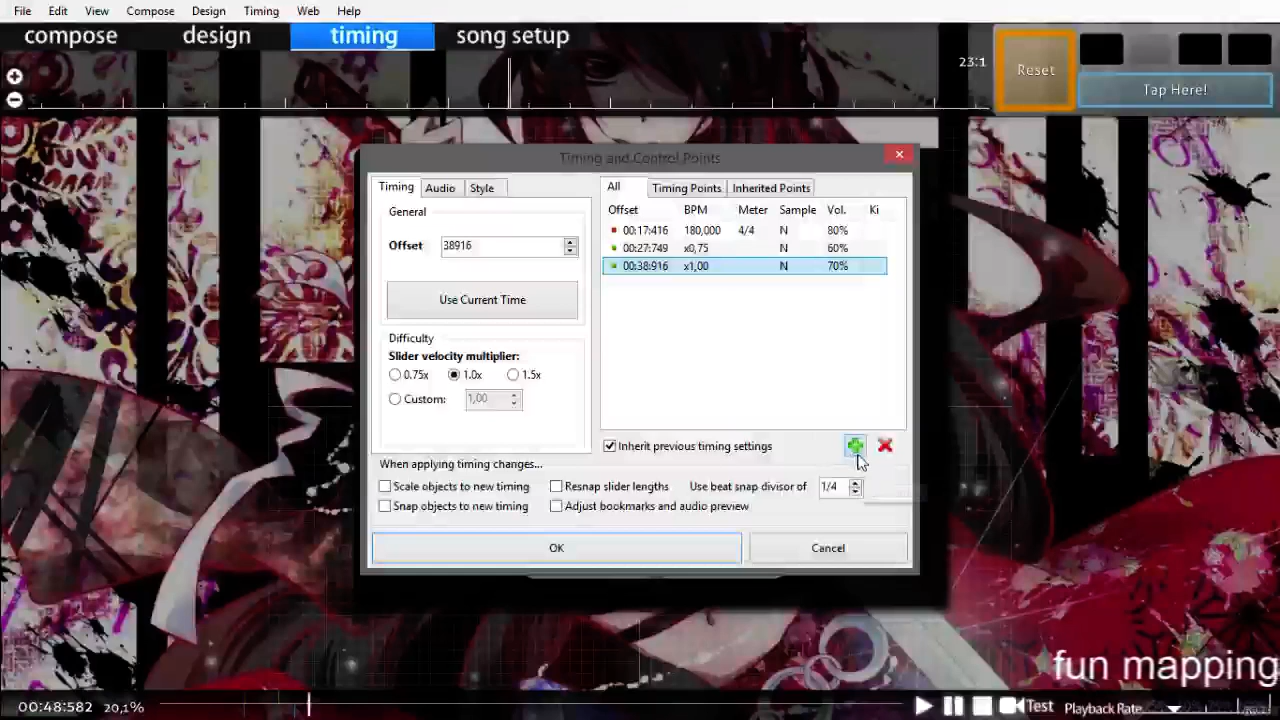 File Edit View Compose Design Timing Web Help
compose design timing song setup
23:1
Reset
Tap Here!
Timing and Control Points
Timing Audio Style
General
Offset 38916
Use Current Time
Difficulty
Slider velocity multiplier:
0.75x 1.0x 1.5x
Custom: 1,00
All Timing Points Inherited Points
Offset BPM Meter Sample Vol. Ki
00:17:416 180,000 4/4 N 80%
00:27:749 x0,75 N 60%
00:38:916 x1,00 N 70%
Inherit previous timing settings
When applying timing changes...
Scale objects to new timing Resnap slider lengths Use beat snap divisor of 1/4
Snap objects to new timing Adjust bookmarks and audio preview
OK Cancel
fun mapping
00:48:582 20,1% Test Playback Rate